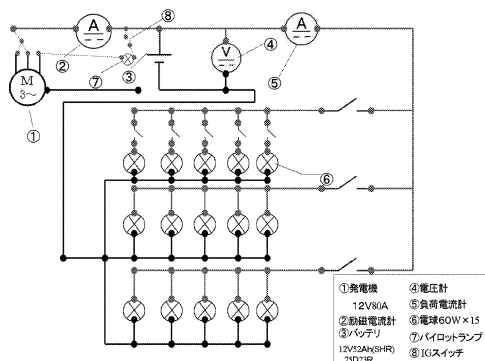 A
⑧
V
④
A
⑤
②
⑦
③
M
3～
①
⑥
①発電機
12V80A
②励磁電流計
③バッテリ
12V52Ah(5HR)
75D23R
④電圧計
⑤負荷電流計
⑥電球60W×15
⑦パイロットランプ
⑧IGスイッチ